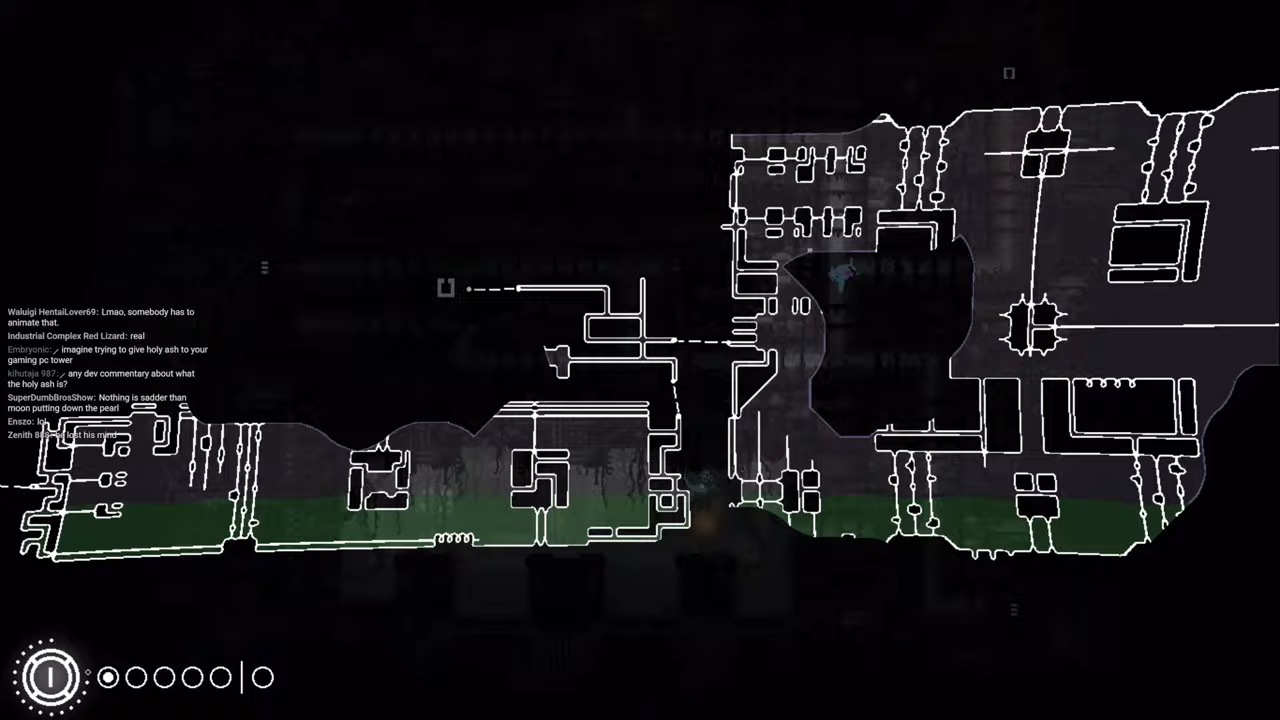 Waluigi HentaiLover69: Lmao, somebody has to
animate that.
Industrial Complex Red Lizard: real
Embryonic: imagine trying to give holy ash to your
gaming pc tower
kihutaja 987: any dev commentary about what
the holy ash is?
SuperDumbBrosShow: Nothing is sadder than
moon putting down the pearl
Enszo: lol
Zenith lost his mind